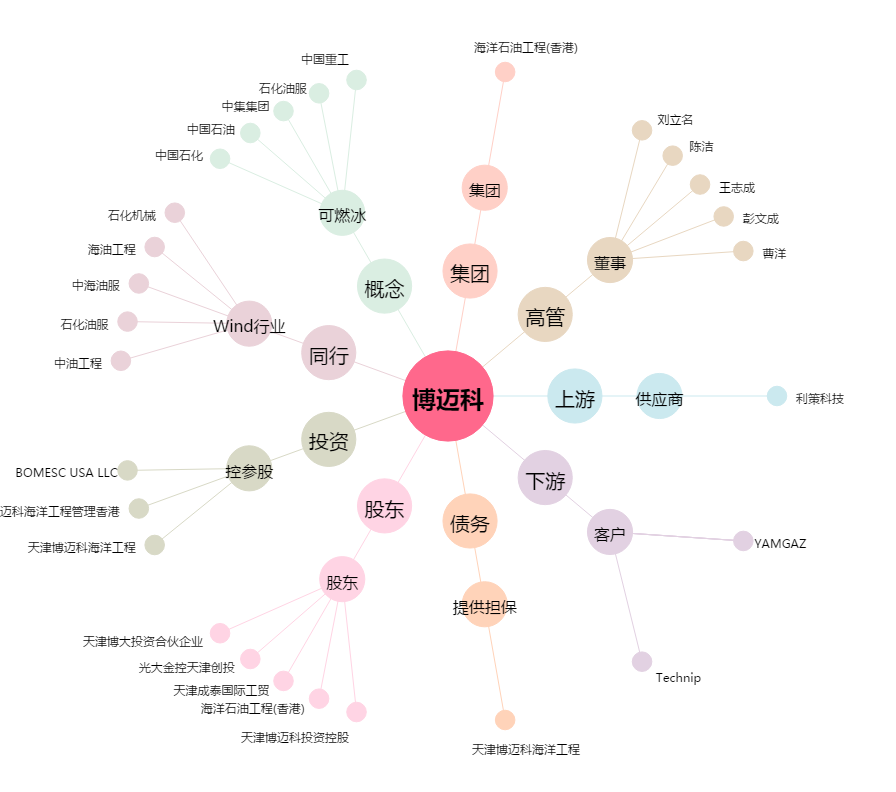 海洋石油工程(香港)
中国重工
石化油服
中集集团
中国石油
中国石化
可燃冰
概念
集团
集团
刘立名
陈洁
王志成
彭文成
曹洋
董事
高管
石化机械
海油工程
中海油服
石化油服
中油工程
Wind行业
同行
博迈科
上游
供应商
利策科技
投资
控参股
BOMESC USA LLC
迈科海洋工程管理香港
天津博迈科海洋工程
下游
客户
YAMGAZ
Technip
股东
股东
天津博大投资合伙企业
光大金控天津创投
天津成泰国际工贸
海洋石油工程(香港)
天津博迈科投资控股
债务
提供担保
天津博迈科海洋工程